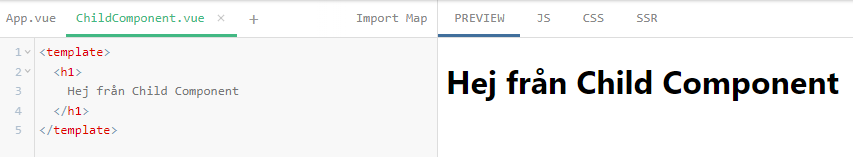 App.vue ChildComponent.vue × + Import Map PREVIEW JS CSS SSR
1 <template>
2 <h1>
3 Hej från Child Component
4 </h1>
5 </template>
Hej från Child Component